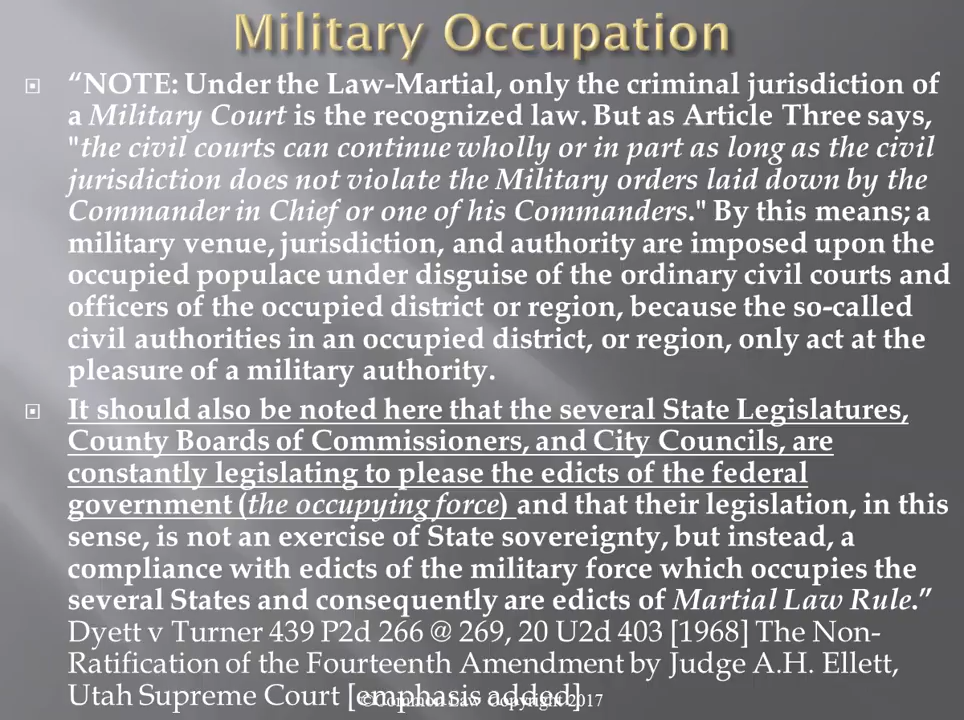 Military Occupation
“NOTE: Under the Law-Martial, only the criminal jurisdiction of
a Military Court is the recognized law. But as Article Three says,
"the civil courts can continue wholly or in part as long as the civil
jurisdiction does not violate the Military orders laid down by the
Commander in Chief or one of his Commanders." By this means; a
military venue, jurisdiction, and authority are imposed upon the
occupied populace under disguise of the ordinary civil courts and
officers of the occupied district or region, because the so-called
civil authorities in an occupied district, or region, only act at the
pleasure of a military authority.
It should also be noted here that the several State Legislatures,
County Boards of Commissioners, and City Councils, are
constantly legislating to please the edicts of the federal
government (the occupying force) and that their legislation, in this
sense, is not an exercise of State sovereignty, but instead, a
compliance with edicts of the military force which occupies the
several States and consequently are edicts of Martial Law Rule.”
Dyett v Turner 439 P2d 266 @ 269, 20 U2d 403 [1968] The Non-
Ratification of the Fourteenth Amendment by Judge A.H. Ellett,
Utah Supreme Court [emphasis added]
©Common Law Copyright 2017